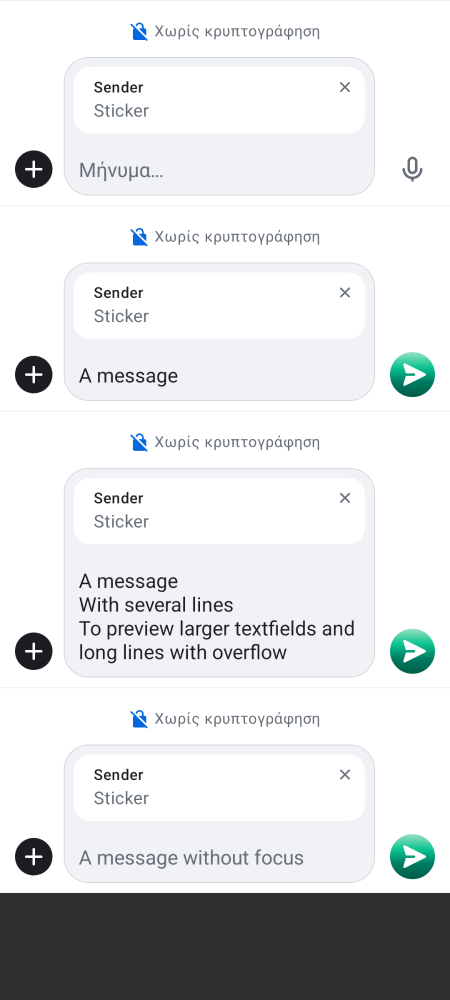 Χωρίς κρυπτογράφηση
Sender
Sticker
Μήνυμα…
Χωρίς κρυπτογράφηση
Sender
Sticker
A message
Χωρίς κρυπτογράφηση
Sender
Sticker
A message
With several lines
To preview larger textfields and
long lines with overflow
Χωρίς κρυπτογράφηση
Sender
Sticker
A message without focus